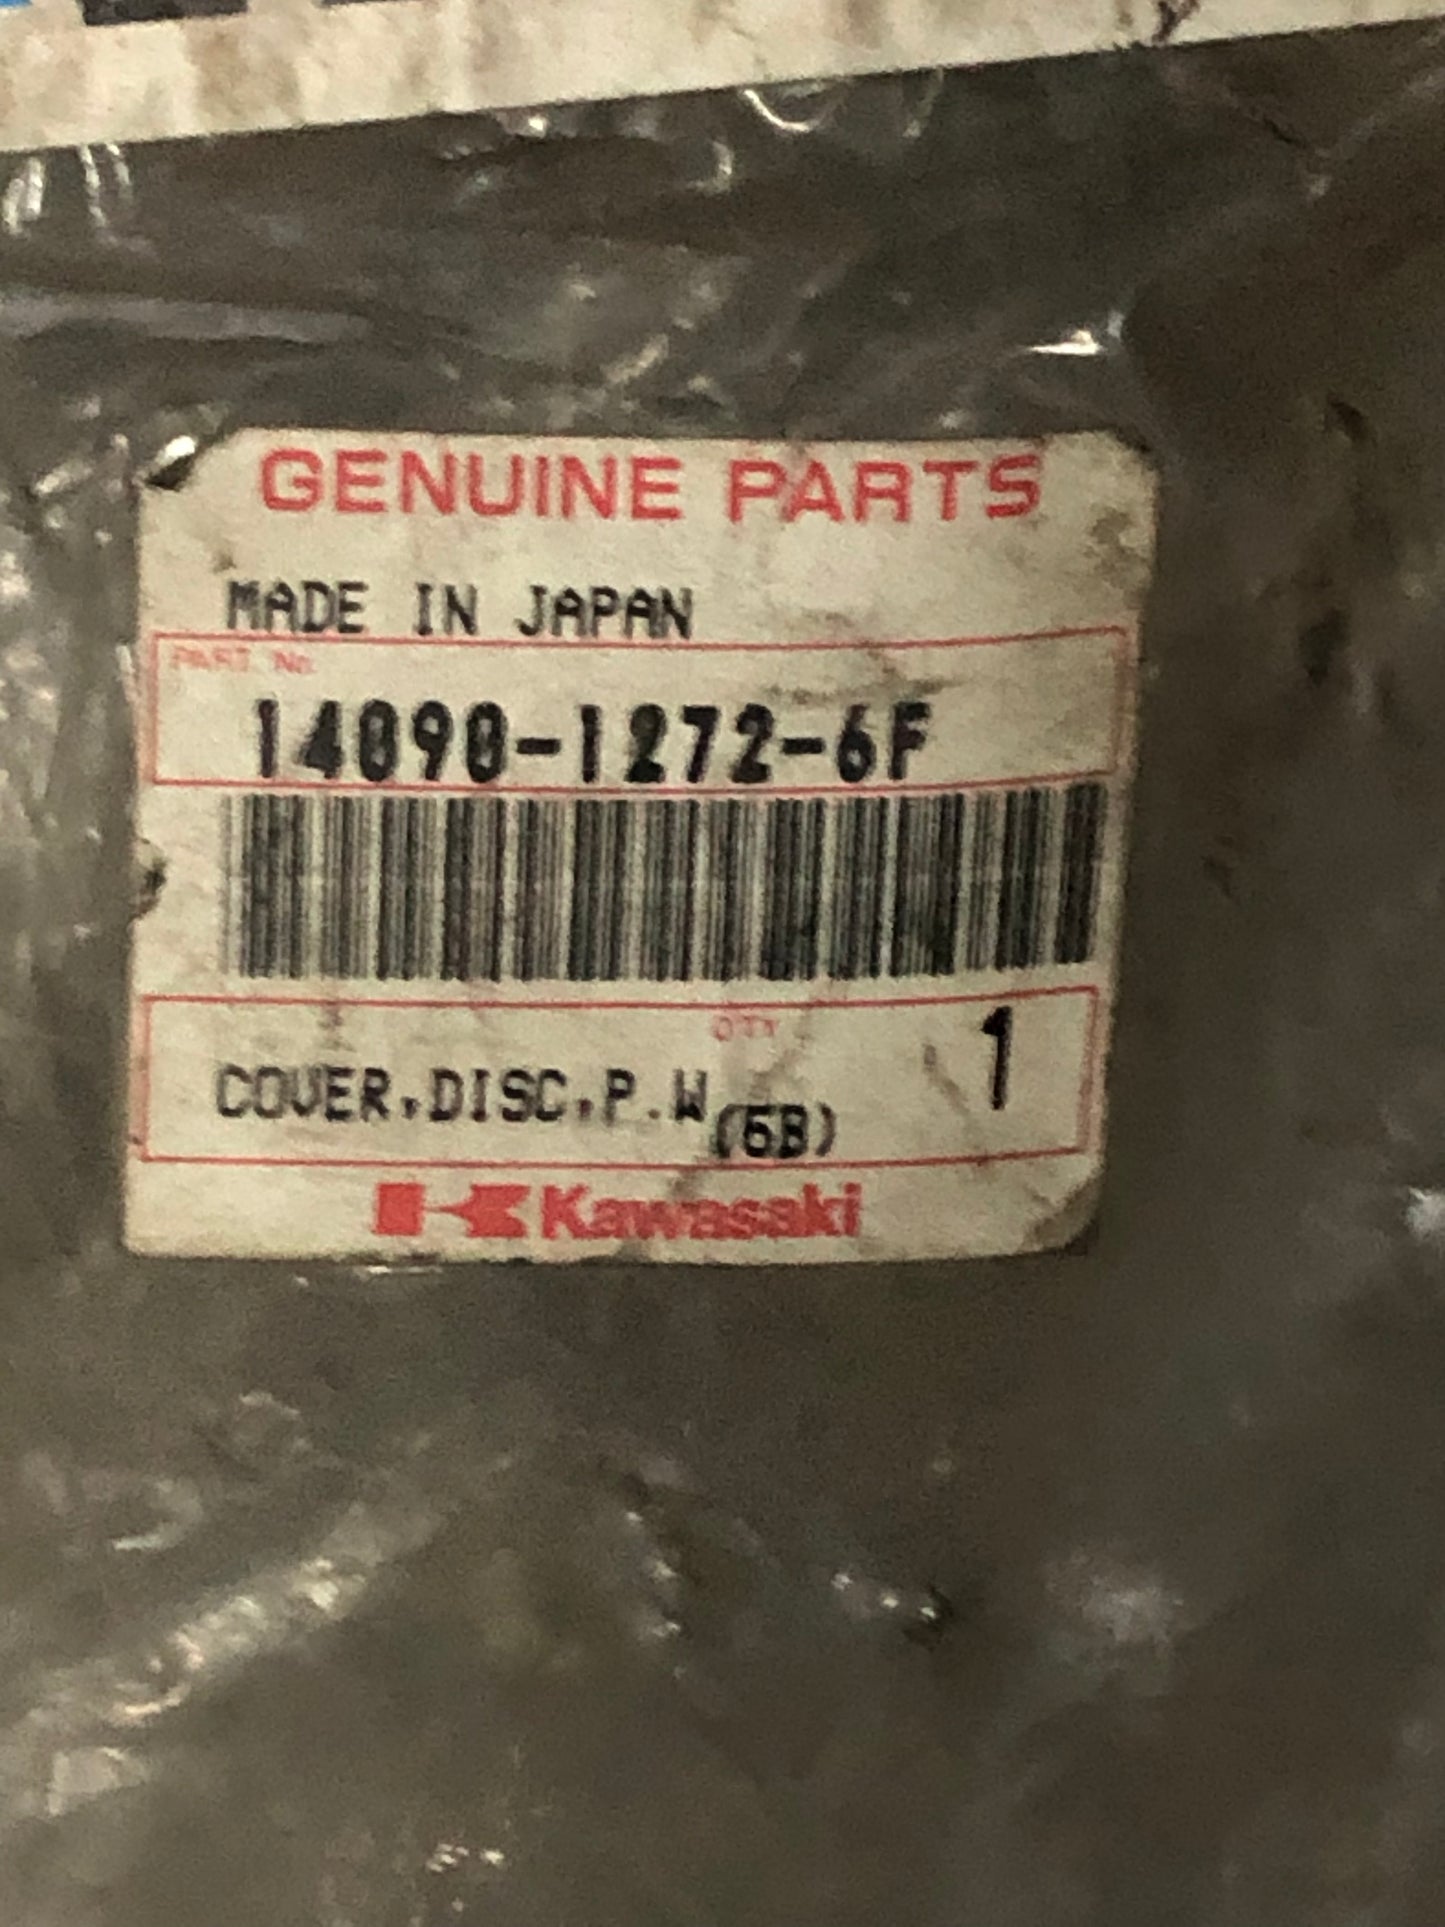 GENUINE PARTS
MADE IN JAPAN
PART No.
14090-1272-6F
QTY
1
COVER,DISC,P.W
(6B)
Kawasaki